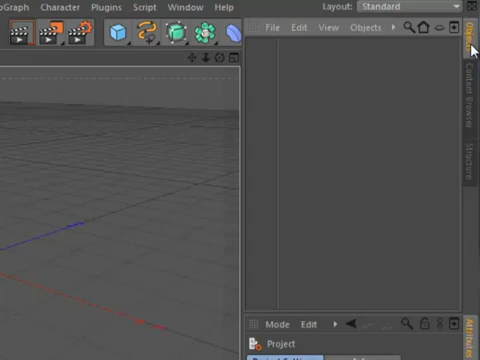 Character Plugins Script Window Help
Layout: Standard
File Edit View Objects
Objects
Content Browser
Structure
Mode Edit
Attributes
Project